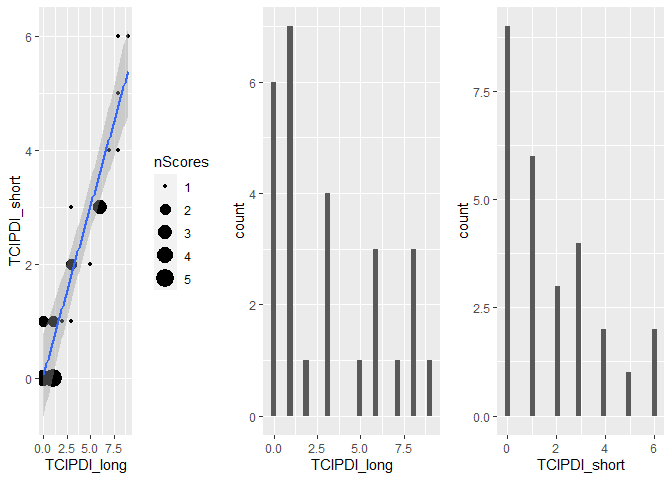 6
4
2
0
TCIPDI_short
0.0 2.5 5.0 7.5
TCIPDI_long
nScores
1
2
3
4
5
6
4
2
0
count
0.0 2.5 5.0 7.5
TCIPDI_long
7.5
5.0
2.5
0.0
count
0 2 4 6
TCIPDI_short